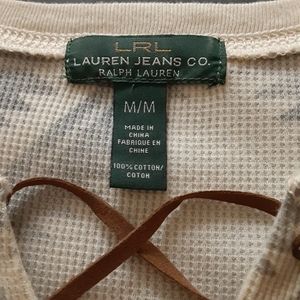 LRL
LAUREN JEANS CO.
RALPH LAUREN
M/M
MADE IN
CHINA
FABRIQUE EN
CHINE
100% COTTON/
COTON